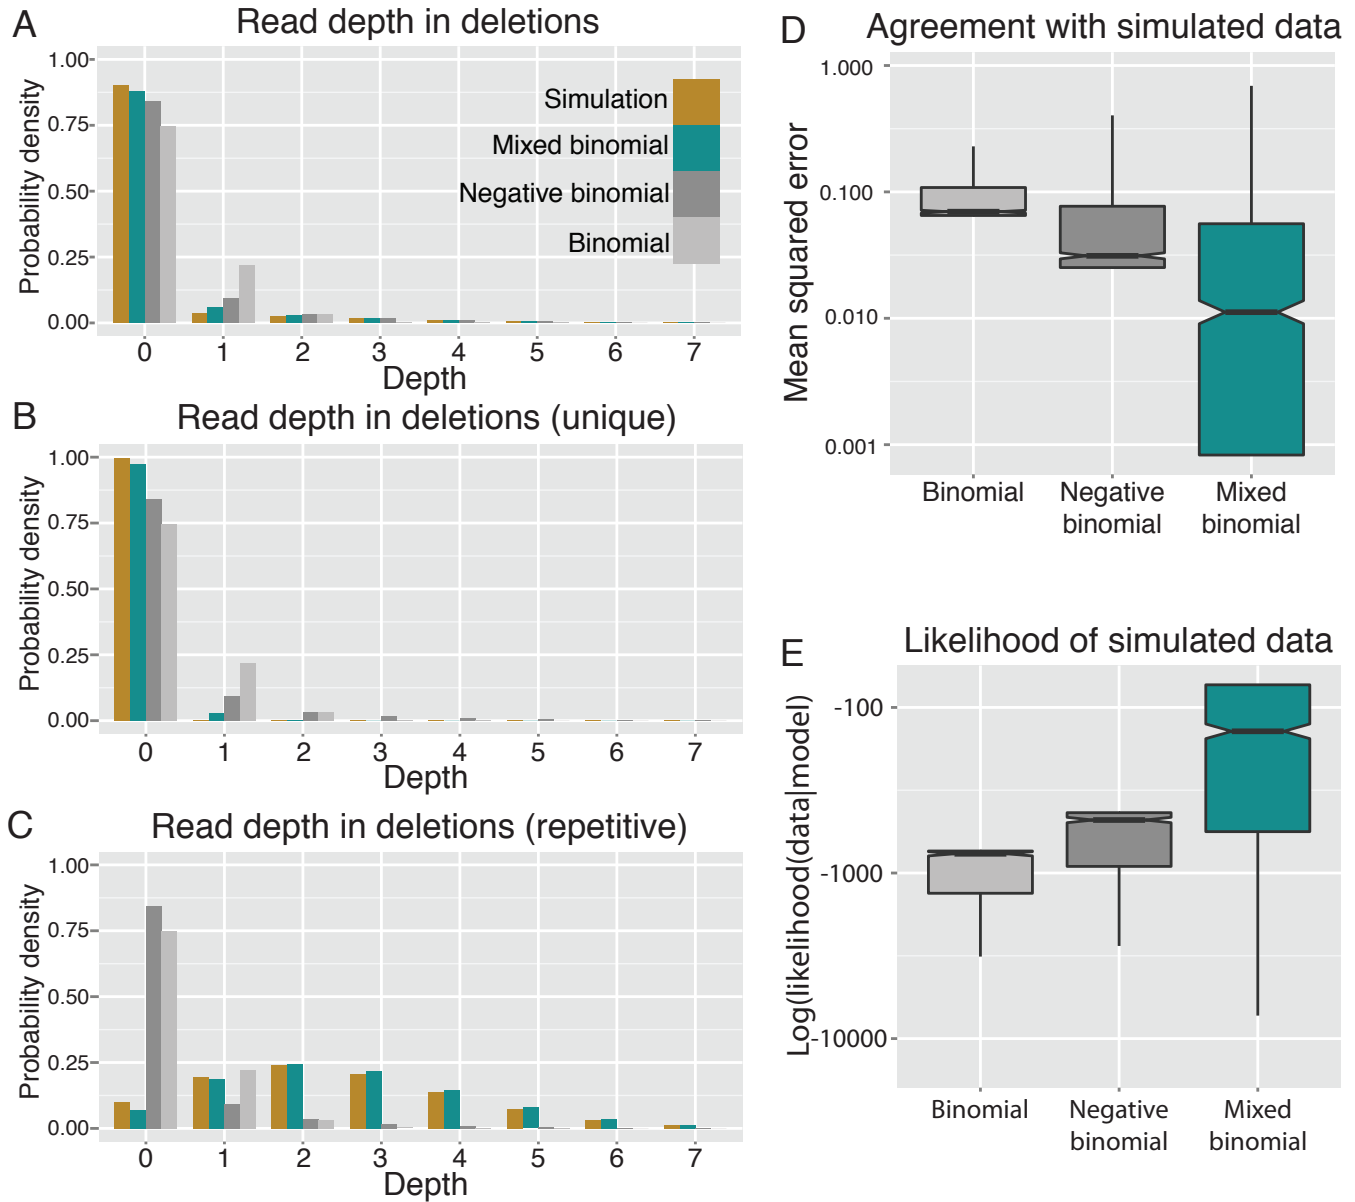 A
Read depth in deletions
Probability density
1.00
0.75
0.50
0.25
0.00
Simulation
Mixed binomial
Negative binomial
Binomial
0 1 2 3 4 5 6 7
Depth
B
Read depth in deletions (unique)
Probability density
1.00
0.75
0.50
0.25
0.00
0 1 2 3 4 5 6 7
Depth
C
Read depth in deletions (repetitive)
Probability density
1.00
0.75
0.50
0.25
0.00
0 1 2 3 4 5 6 7
Depth
D
Agreement with simulated data
Mean squared error
1.000
0.100
0.010
0.001
Binomial
Negative
binomial
Mixed
binomial
E
Likelihood of simulated data
Log(likelihood(data|model)
-100
-1000
-10000
Binomial
Negative
binomial
Mixed
binomial